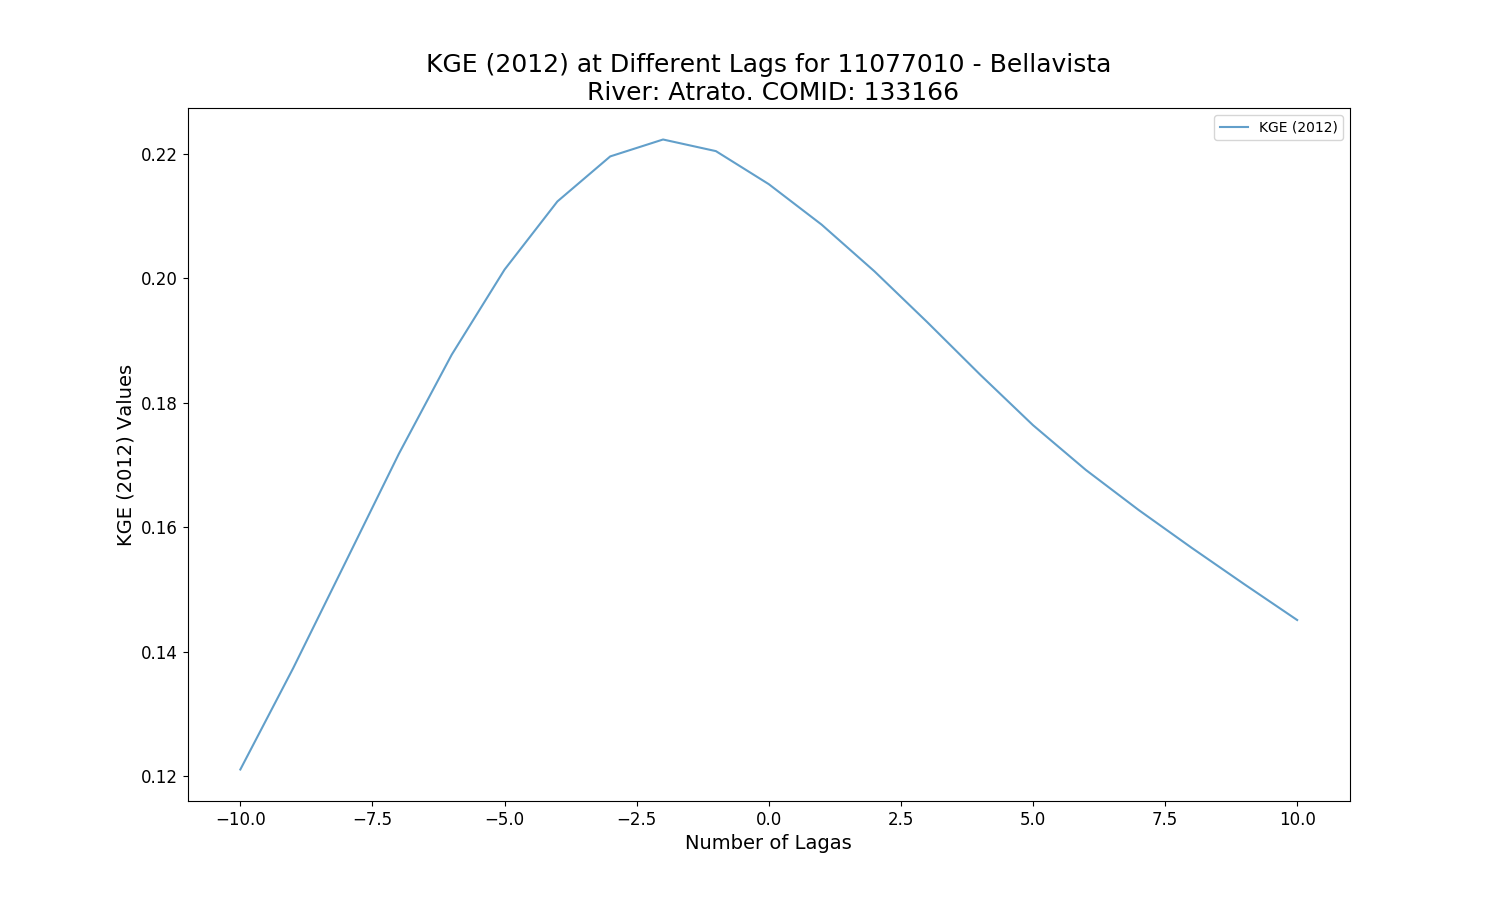 KGE (2012) at Different Lags for 11077010 - Bellavista
River: Atrato. COMID: 133166
KGE (2012)
0.22
0.20
0.18
0.16
0.14
0.12
KGE (2012) Values
−10.0 −7.5 −5.0 −2.5 0.0 2.5 5.0 7.5 10.0
Number of Lagas